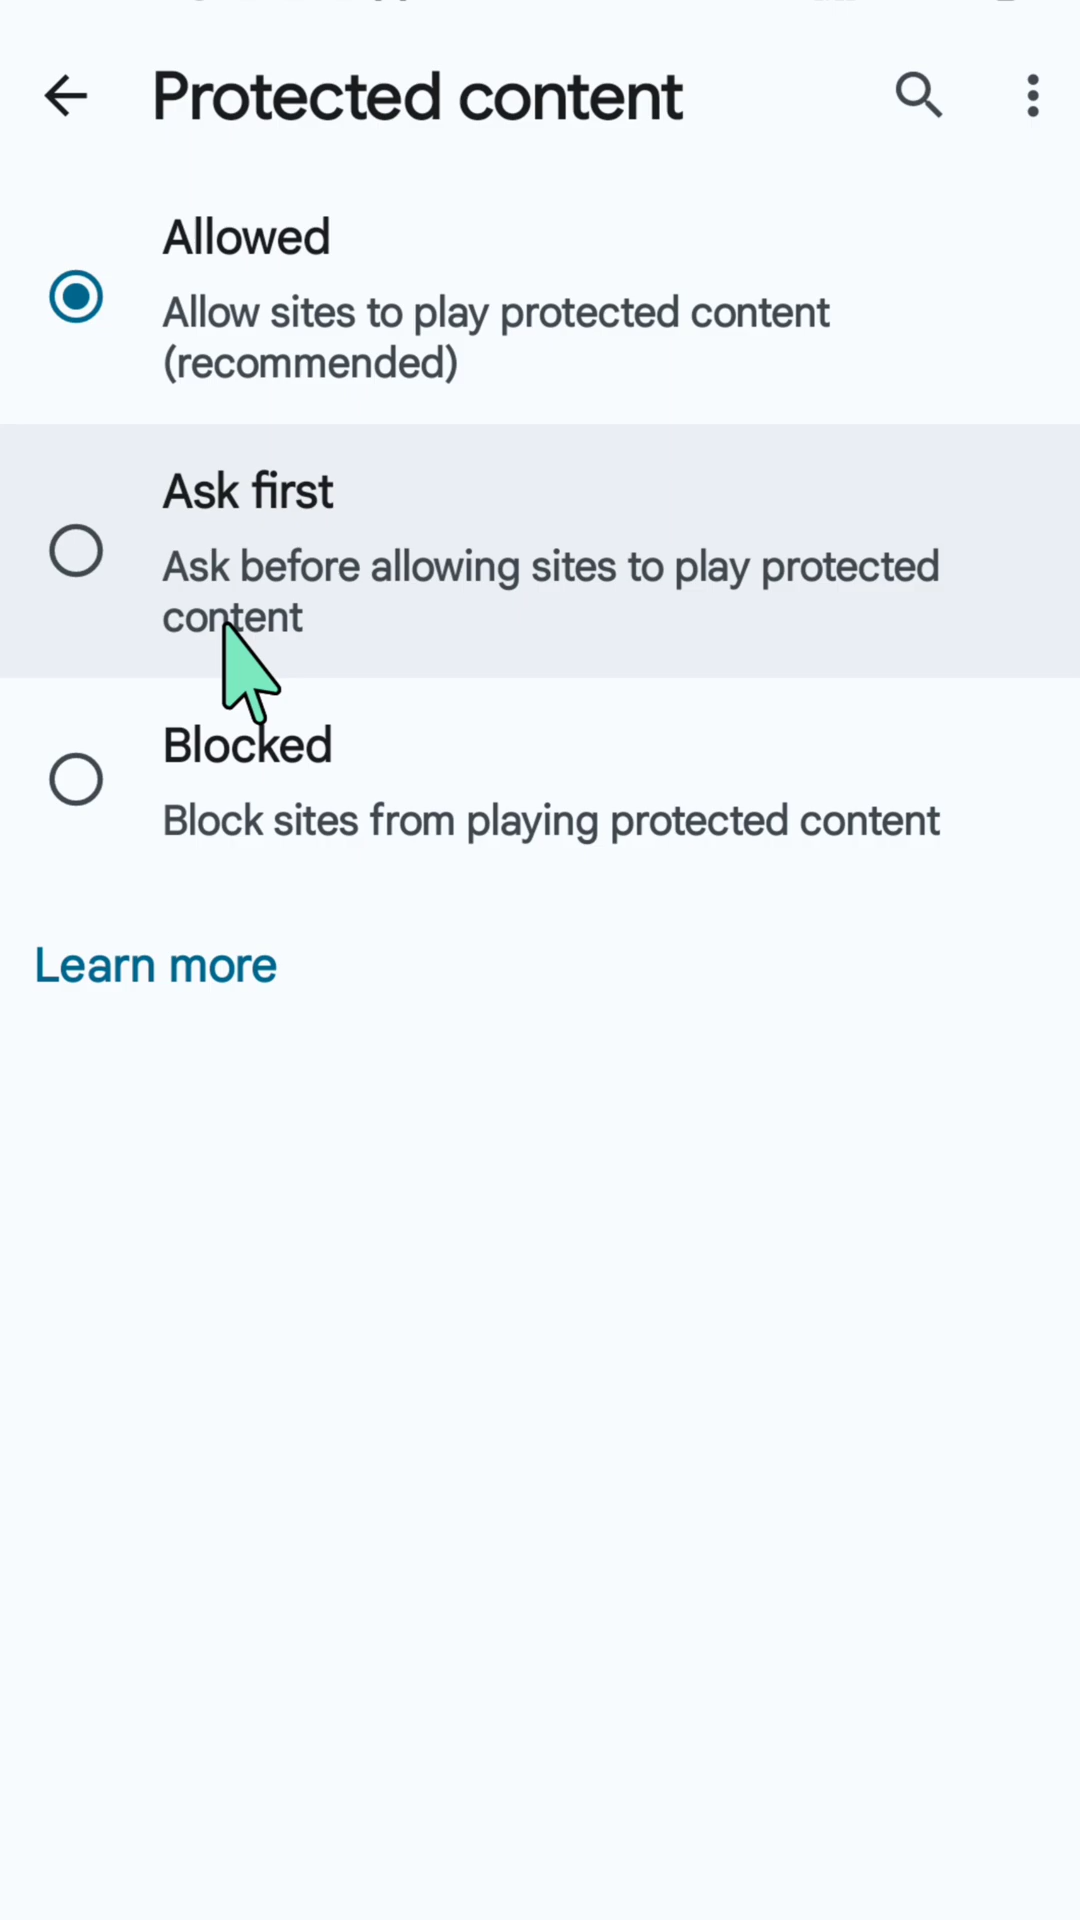 Protected content
Allowed
Allow sites to play protected content
(recommended)
Ask first
Ask before allowing sites to play protected
content
Blocked
Block sites from playing protected content
Learn more